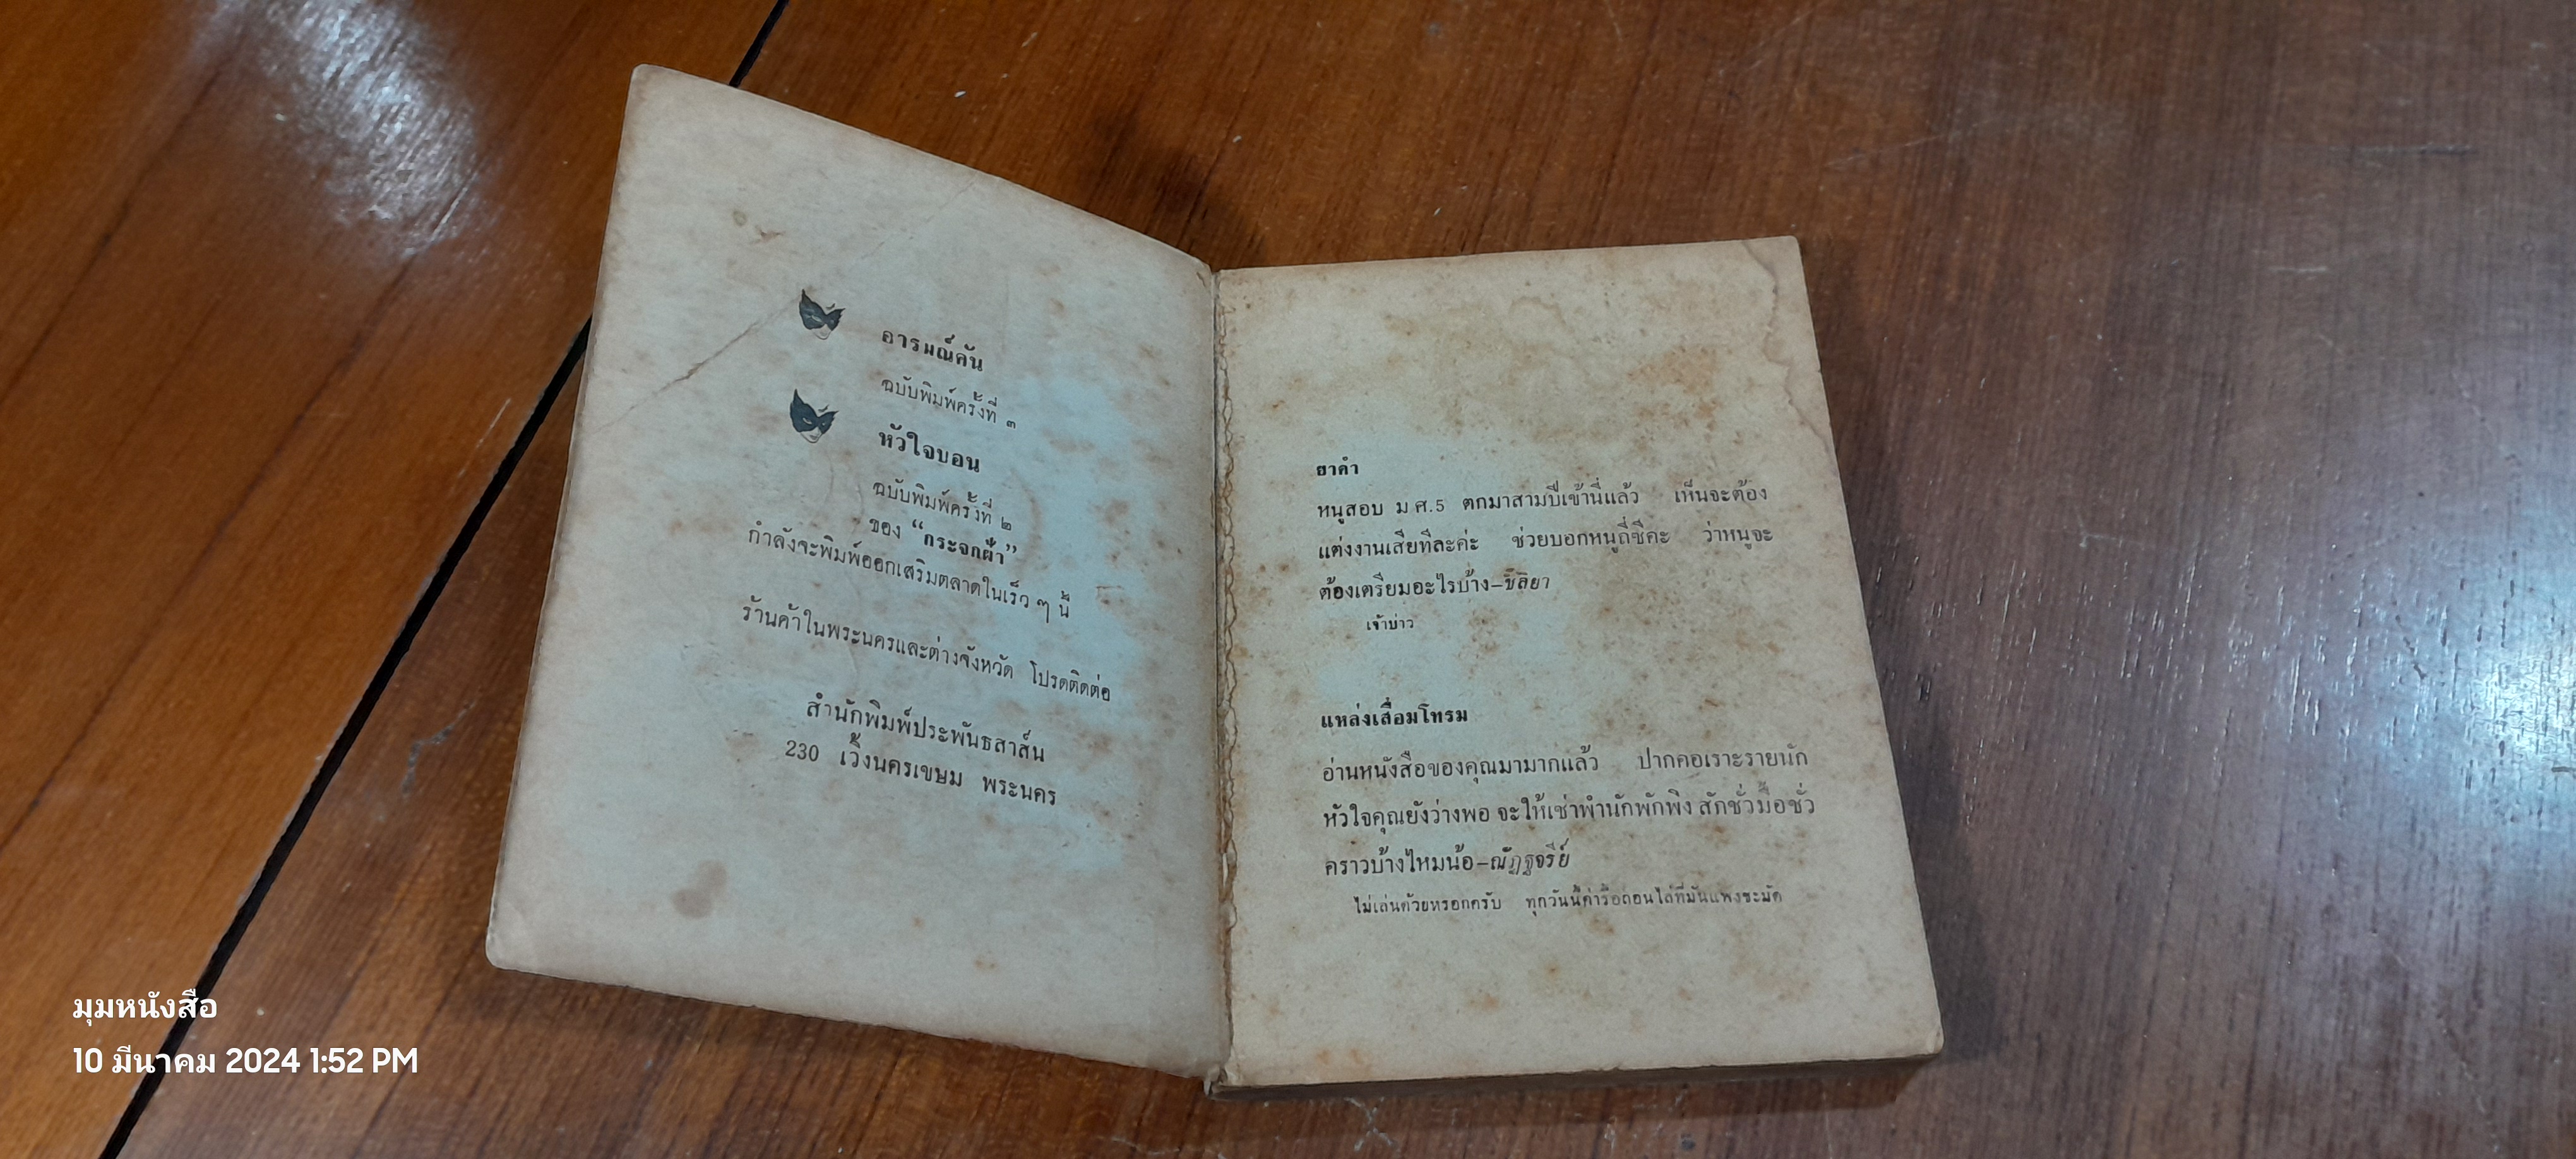 อารมณ์คัน
ฉบับพิมพ์ครั้งที่ ๓
หัวใจบอน
ฉบับพิมพ์ครั้งที่ ๒
ของ “กระจกฝ้า”
กำลังจะพิมพ์ออกเสริมตลาดในเร็ว ๆ นี้
ร้านค้าในพระนครและต่างจังหวัด โปรดติดต่อ
สำนักพิมพ์ประพันธสาส์น
230 เวิ้งนครเขษม พระนคร
ยาคำ
หนูสอบ ม ศ.5 ตกมาสามปีเข้านี่แล้ว เห็นจะต้อง
แต่งงานเสียทีละค่ะ ช่วยบอกหนูถี่ซีคะ ว่าหนูจะ
ต้องเตรียมอะไรบ้าง–ขิลิยา
เจ้าบ่าว
แหล่งเสื่อมโทรม
อ่านหนังสือของคุณมามากแล้ว ปากคอเราะรายนัก
หัวใจคุณยังว่างพอ จะให้เช่าพำนักพักพิง สักชั่วมื้อชั่ว
คราวบ้างไหมน้อ–ณัฏฐจรีย์
ไม่เล่นด้วยหรอกครับ ทุกวันนี้ค่ารื้อถอนไล่ที่มันแพงชะมัด
มุมหนังสือ
10 มีนาคม 2024 1:52 PM